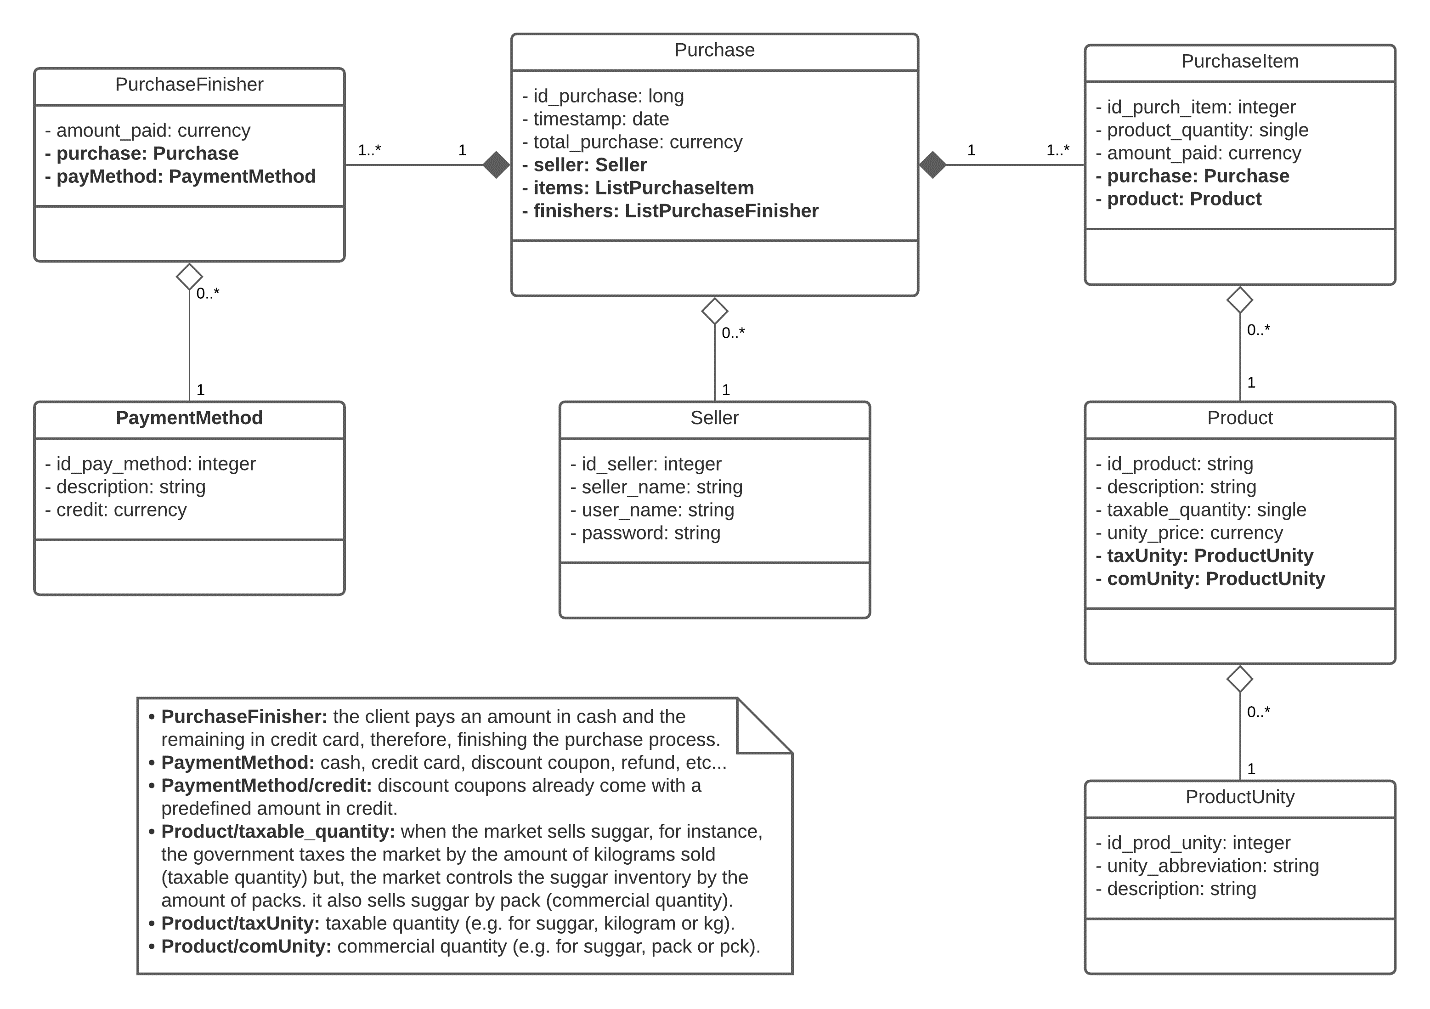 PurchaseFinisher
- amount_paid: currency
- purchase: Purchase
- payMethod: PaymentMethod
1..*
1
Purchase
- id_purchase: long
- timestamp: date
- total_purchase: currency
- seller: Seller
- items: ListPurchaseItem
- finishers: ListPurchaseFinisher
1
1..*
PurchaseItem
- id_purch_item: integer
- product_quantity: single
- amount_paid: currency
- purchase: Purchase
- product: Product
0..*
1
0..*
1
0..*
1
PaymentMethod
- id_pay_method: integer
- description: string
- credit: currency
Seller
- id_seller: integer
- seller_name: string
- user_name: string
- password: string
Product
- id_product: string
- description: string
- taxable_quantity: single
- unity_price: currency
- taxUnity: ProductUnity
- comUnity: ProductUnity
0..*
1
ProductUnity
- id_prod_unity: integer
- unity_abbreviation: string
- description: string
• PurchaseFinisher: the client pays an amount in cash and the
remaining in credit card, therefore, finishing the purchase process.
• PaymentMethod: cash, credit card, discount coupon, refund, etc...
• PaymentMethod/credit: discount coupons already come with a
predefined amount in credit.
• Product/taxable_quantity: when the market sells suggar, for instance,
the government taxes the market by the amount of kilograms sold
(taxable quantity) but, the market controls the suggar inventory by the
amount of packs. it also sells suggar by pack (commercial quantity).
• Product/taxUnity: taxable quantity (e.g. for suggar, kilogram or kg).
• Product/comUnity: commercial quantity (e.g. for suggar, pack or pck).